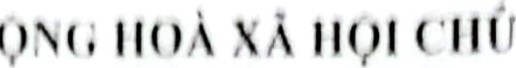 ỘNG HOÀ XÃ HỘI CHỦ